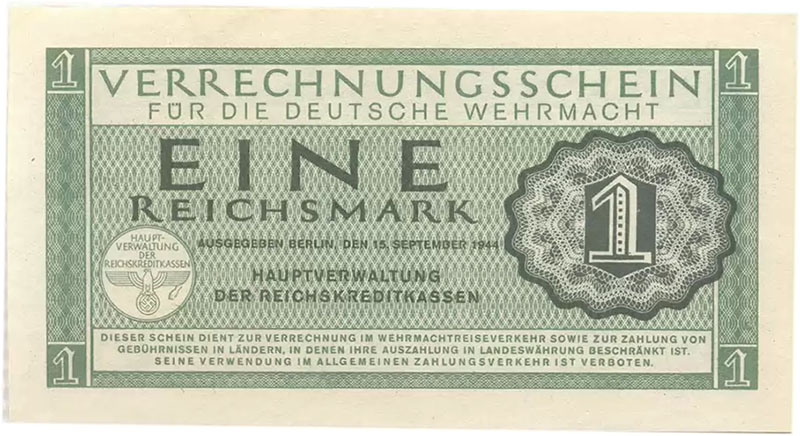 1 1
VERRECHNUNGSSCHEIN
FÜR DIE DEUTSCHE WEHRMACHT
EINE
REICHSMARK
1
HAUPT-
VERWALTUNG
DER
REICHSKREDITKASSEN
AUSGEGEBEN BERLIN, DEN 15. SEPTEMBER 1944
HAUPTVERWALTUNG
DER REICHSKREDITKASSEN
DIESER SCHEIN DIENT ZUR VERRECHNUNG IM WEHRMACHTREISEVERKEHR SOWIE ZUR ZAHLUNG VON
GEBÜHRNISSEN IN LÄNDERN, IN DENEN IHRE AUSZAHLUNG IN LANDESWÄHRUNG BESCHRÄNKT IST.
SEINE VERWENDUNG IM ALLGEMEINEN ZAHLUNGSVERKEHR IST VERBOTEN.
1 1